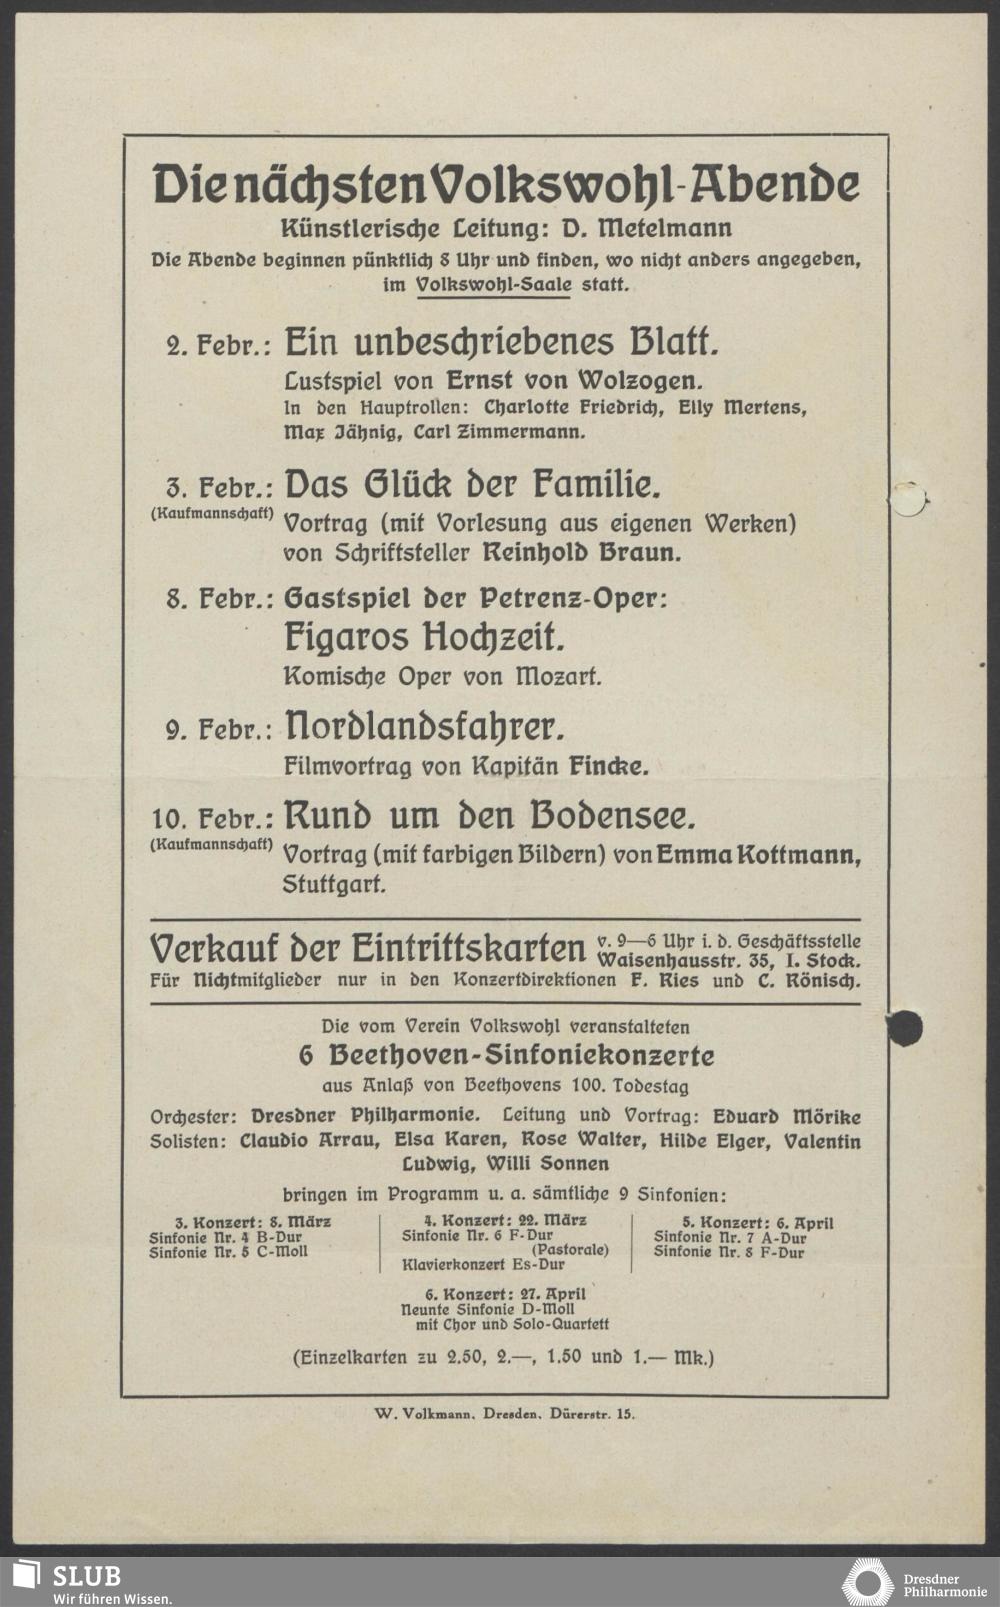 Die nächsten Volkswohl-Abende
Künstlerische Leitung: D. Metelmann
Die Abende beginnen pünktlich 8 Uhr und finden, wo nicht anders angegeben,
im Volkswohl-Saale statt.
2. Febr.: Ein unbeschriebenes Blatt.
Lustspiel von Ernst von Wolzogen.
In den Hauptrollen: Charlotte Friedrich, Elly Mertens,
Max Jähnig, Carl Zimmermann.
3. Febr.: Das Glück der Familie.
(Kaufmannschaft) Vortrag (mit Vorlesung aus eigenen Werken)
von Schriftsteller Reinhold Braun.
8. Febr.: Gastspiel der Petrenz-Oper:
Figaros Hochzeit.
Komische Oper von Mozart.
9. Febr.: Nordlandsfahrer.
Filmvortrag von Kapitän Fincke.
10. Febr.: Rund um den Bodensee.
(Kaufmannschaft) Vortrag (mit farbigen Bildern) von Emma Kottmann,
Stuttgart.
Verkauf der Eintrittskarten v. 9—6 Uhr i. d. Geschäftsstelle
Waisenhausstr. 35, I. Stock.
Für Nichtmitglieder nur in den Konzertdirektionen F. Ries und C. Rönisch.
Die vom Verein Volkswohl veranstalteten
6 Beethoven-Sinfoniekonzerte
aus Anlaß von Beethovens 100. Todestag
Orchester: Dresdner Philharmonie. Leitung und Vortrag: Eduard Mörike
Solisten: Claudio Arrau, Elsa Karen, Rose Walter, Hilde Elger, Valentin
Ludwig, Willi Sonnen
bringen im Programm u. a. sämtliche 9 Sinfonien:
3. Konzert: 8. März
Sinfonie Nr. 4 B-Dur
Sinfonie Nr. 5 C-Moll
4. Konzert: 22. März
Sinfonie Nr. 6 F-Dur
(Pastorale)
Klavierkonzert Es-Dur
5. Konzert: 6. April
Sinfonie Nr. 7 A-Dur
Sinfonie Nr. 8 F-Dur
6. Konzert: 27. April
Neunte Sinfonie D-Moll
mit Chor und Solo-Quartett
(Einzelkarten zu 2.50, 2.—, 1.50 und 1.— Mk.)
W. Volkmann. Dresden. Dürerstr. 15.
SLUB
Wir führen Wissen.
Dresdner
Philharmonie